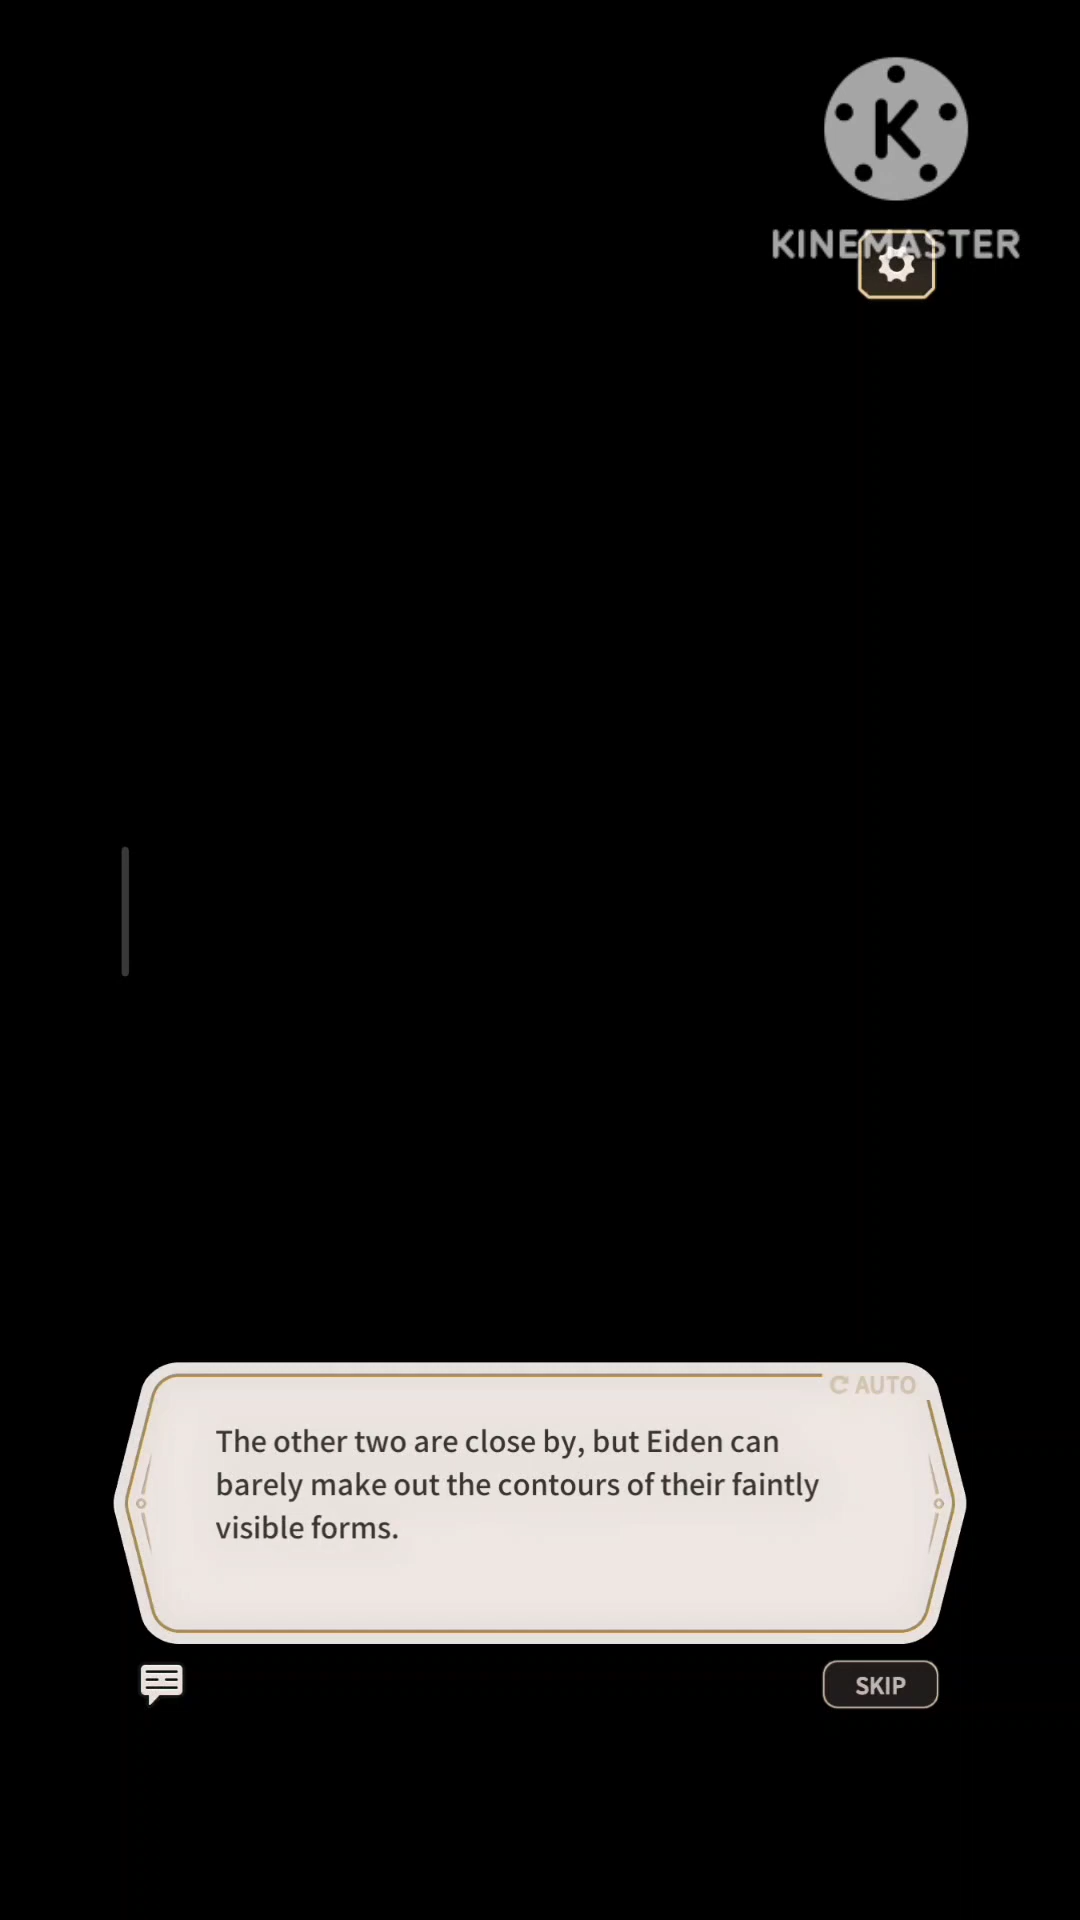 K
KINEMASTER
AUTO
The other two are close by, but Eiden can
barely make out the contours of their faintly
visible forms.
SKIP